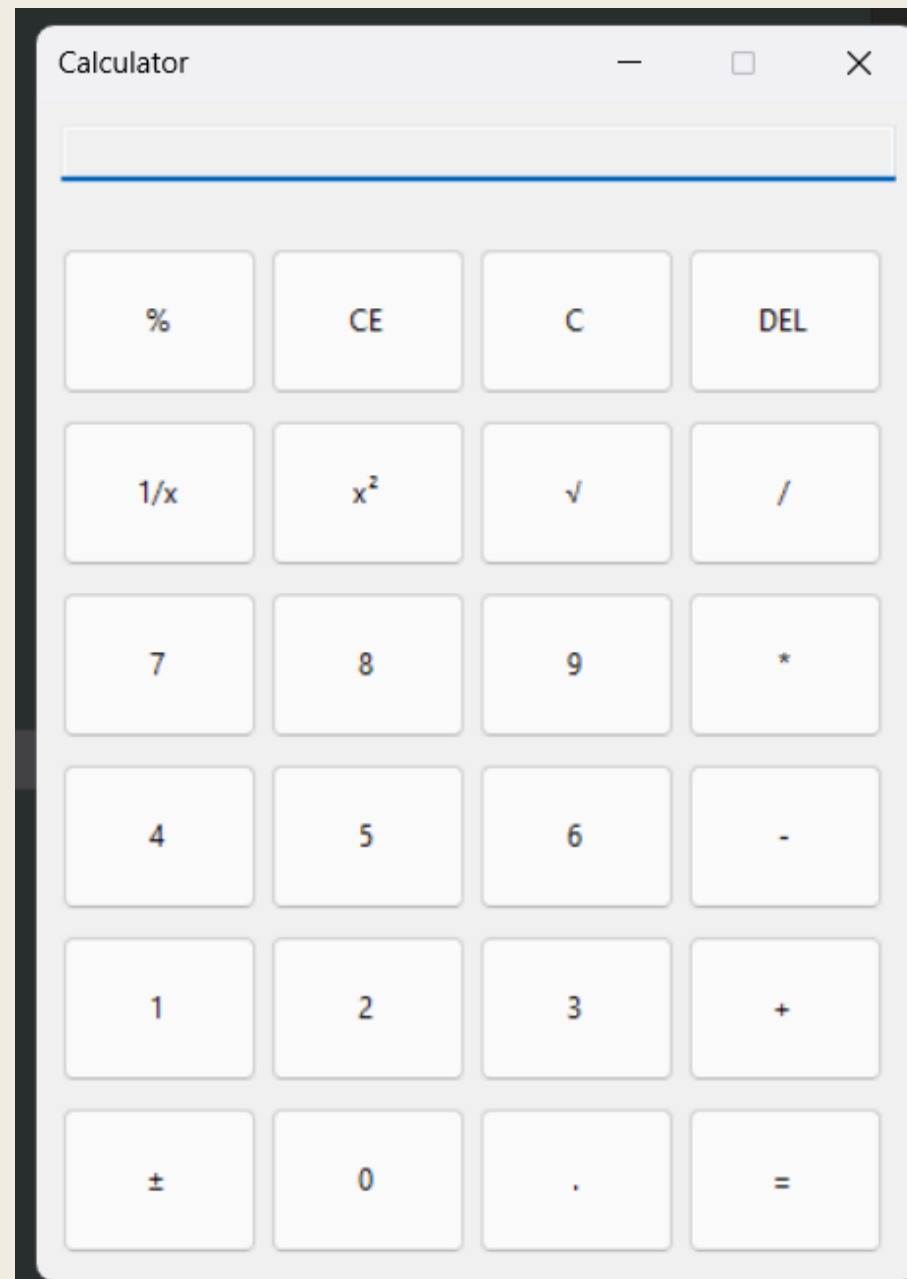 Calculator
% CE C DEL
1/x x² √ /
7 8 9 *
4 5 6 -
1 2 3 +
± 0 . =